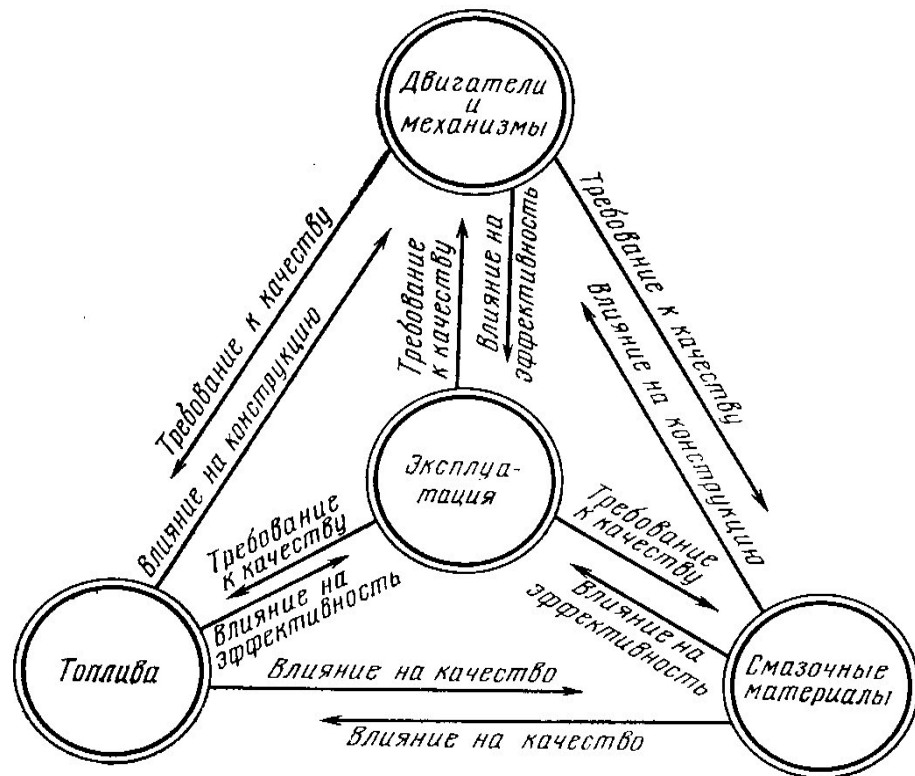 Двигатели
и
механизмы
Требование к качеству
Влияние на конструкцию
Требование
к качеству
Влияние на
эффективность
Требование к качеству
Влияние на конструкцию
Эксплуа-
тация
Требование
к качеству
Влияние на
эффективность
Требование
к качеству
Влияние на
эффективность
Топлива
Смазочные
материалы
Влияние на качество
Влияние на качество